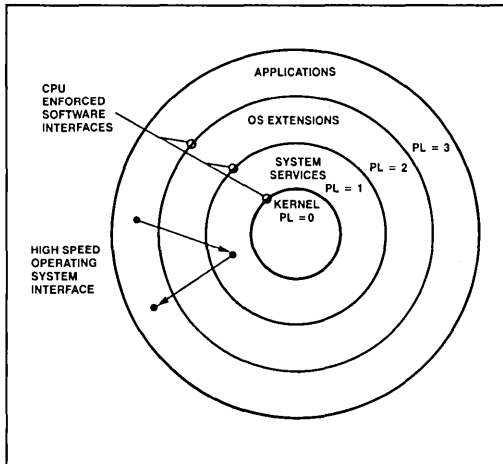 APPLICATIONS
CPU
ENFORCED
SOFTWARE
INTERFACES
OS EXTENSIONS
PL = 3
SYSTEM
SERVICES
PL = 2
PL = 1
KERNEL
PL = 0
HIGH SPEED
OPERATING
SYSTEM
INTERFACE